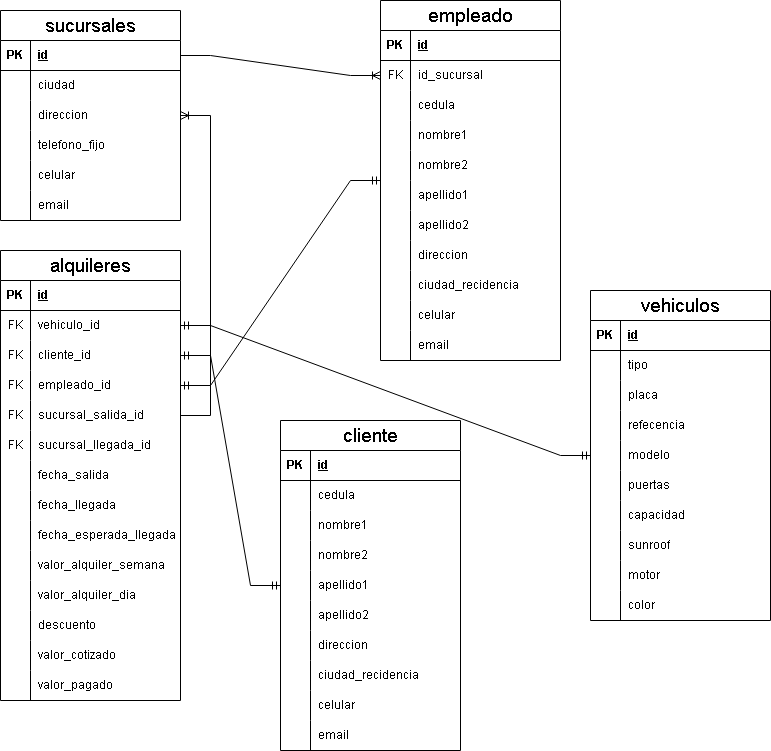 sucursales
PK id
ciudad
direccion
telefono_fijo
celular
email
empleado
PK id
FK id_sucursal
cedula
nombre1
nombre2
apellido1
apellido2
direccion
ciudad_recidencia
celular
email
alquileres
PK id
FK vehiculo_id
FK cliente_id
FK empleado_id
FK sucursal_salida_id
FK sucursal_llegada_id
fecha_salida
fecha_llegada
fecha_esperada_llegada
valor_alquiler_semana
valor_alquiler_dia
descuento
valor_cotizado
valor_pagado
cliente
PK id
cedula
nombre1
nombre2
apellido1
apellido2
direccion
ciudad_recidencia
celular
email
vehiculos
PK id
tipo
placa
refecencia
modelo
puertas
capacidad
sunroof
motor
color